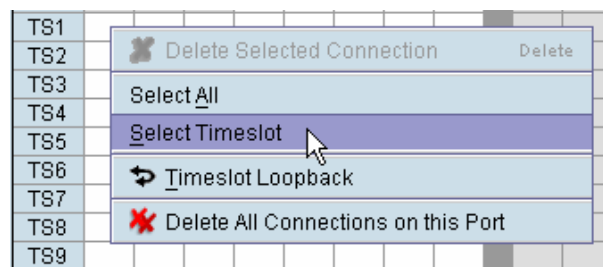 TS1
TS2
TS3
TS4
TS5
TS6
TS7
TS8
TS9
Delete Selected Connection Delete
Select All
Select Timeslot
Timeslot Loopback
Delete All Connections on this Port